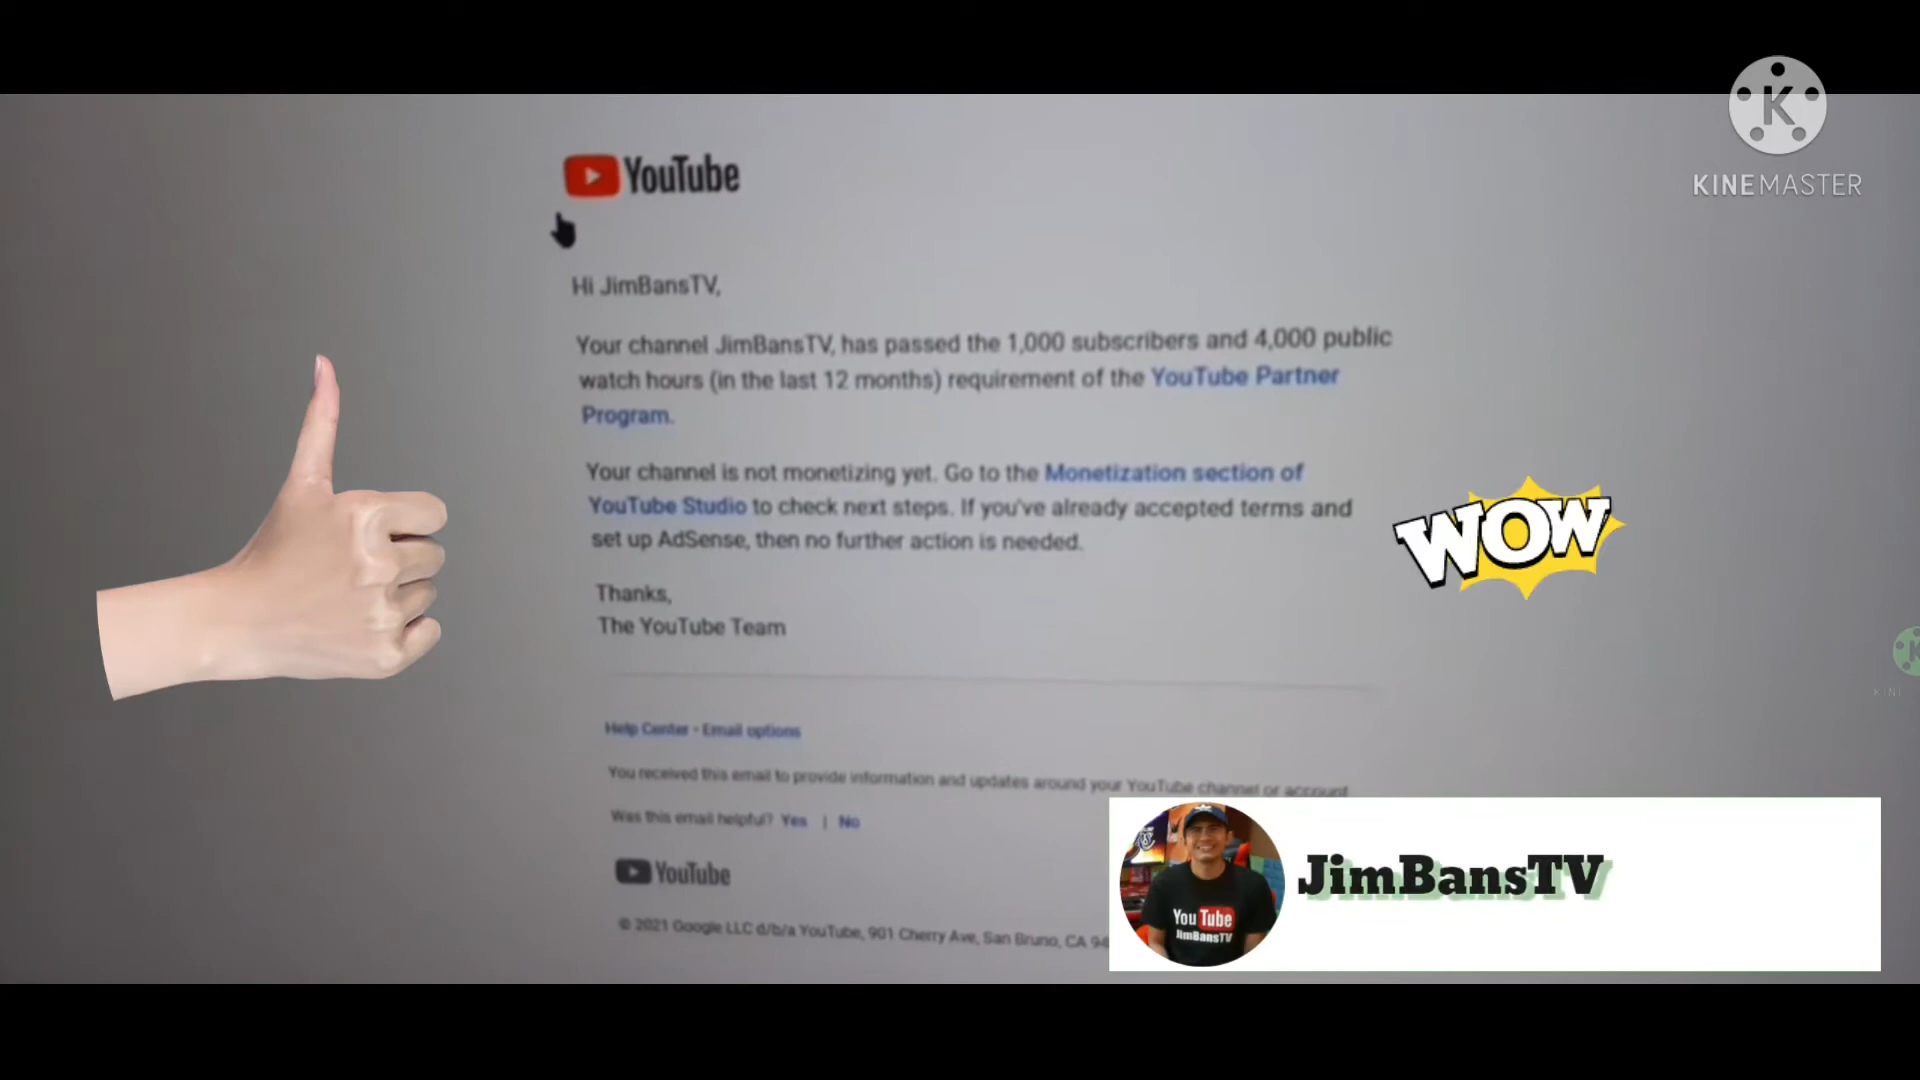 KINEMASTER
YouTube
Hi JimBansTV,
Your channel JimBansTV, has passed the 1,000 subscribers and 4,000 public
watch hours (in the last 12 months) requirement of the YouTube Partner
Program.
Your channel is not monetizing yet. Go to the Monetization section of
YouTube Studio to check next steps. If you've already accepted terms and
set up AdSense, then no further action is needed.
WOW
Thanks,
The YouTube Team
KINE
Help Center • Email options
You received this email to provide information and updates around your YouTube channel or account.
Was this email helpful? Yes | No
YouTube
© 2021 Google LLC d/b/a YouTube, 901 Cherry Ave, San Bruno, CA 94
JimBansTV
YouTube
JimBansTV